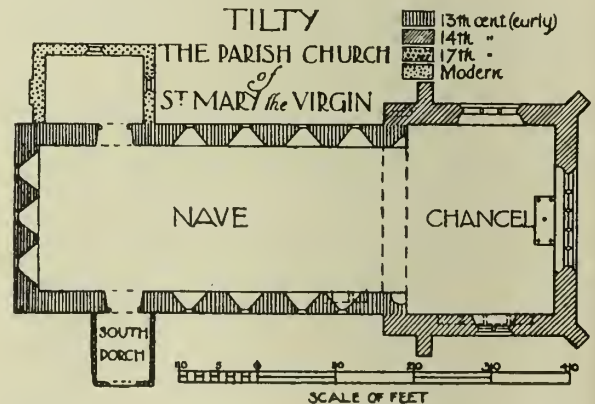 TILTY
THE PARISH CHURCH
of
ST MARY the VIRGIN
13th cent (early)
14th "
17th "
Modern
NAVE
CHANCEL
SOUTH
PORCH
10 5 0 10 20 30 40
SCALE OF FEET